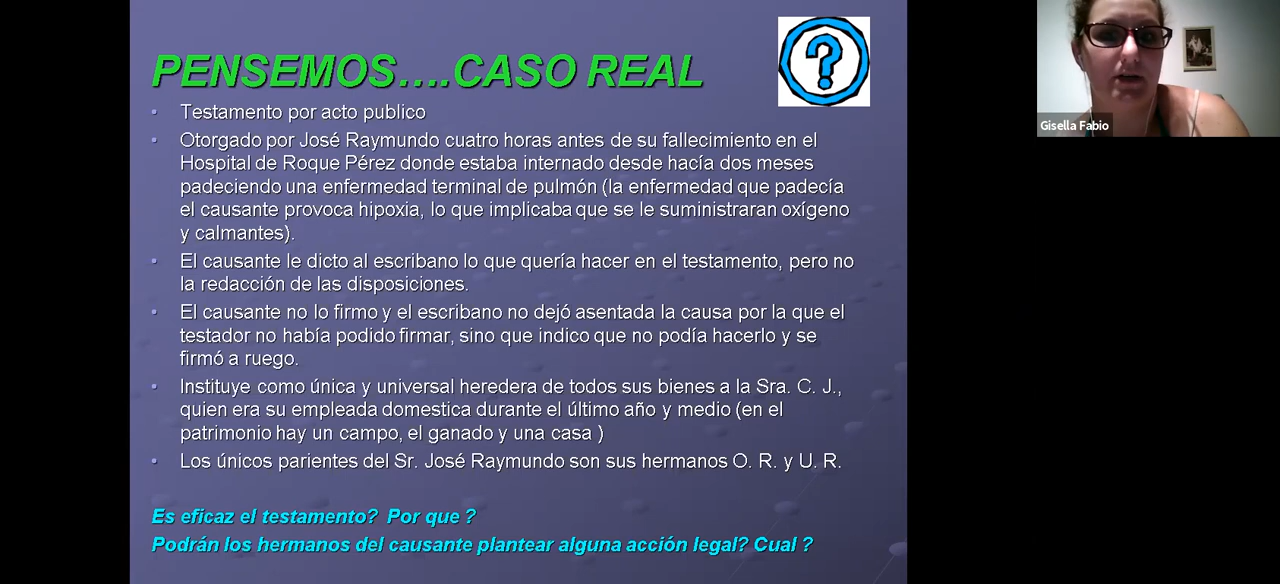 PENSEMOS....CASO REAL
Testamento por acto publico
Otorgado por José Raymundo cuatro horas antes de su fallecimiento en el
Hospital de Roque Pérez donde estaba internado desde hacía dos meses
padeciendo una enfermedad terminal de pulmón (la enfermedad que padecía
el causante provoca hipoxia, lo que implicaba que se le suministraran oxígeno
y calmantes).
El causante le dicto al escribano lo que quería hacer en el testamento, pero no
la redacción de las disposiciones.
El causante no lo firmo y el escribano no dejó asentada la causa por la que el
testador no había podido firmar, sino que indico que no podía hacerlo y se
firmó a ruego.
Instituye como única y universal heredera de todos sus bienes a la Sra. C. J.,
quien era su empleada domestica durante el último año y medio (en el
patrimonio hay un campo, el ganado y una casa )
Los únicos parientes del Sr. José Raymundo son sus hermanos O. R. y U. R.
Es eficaz el testamento? Por que ?
Podrán los hermanos del causante plantear alguna acción legal? Cual ?
?
Gisella Fabio